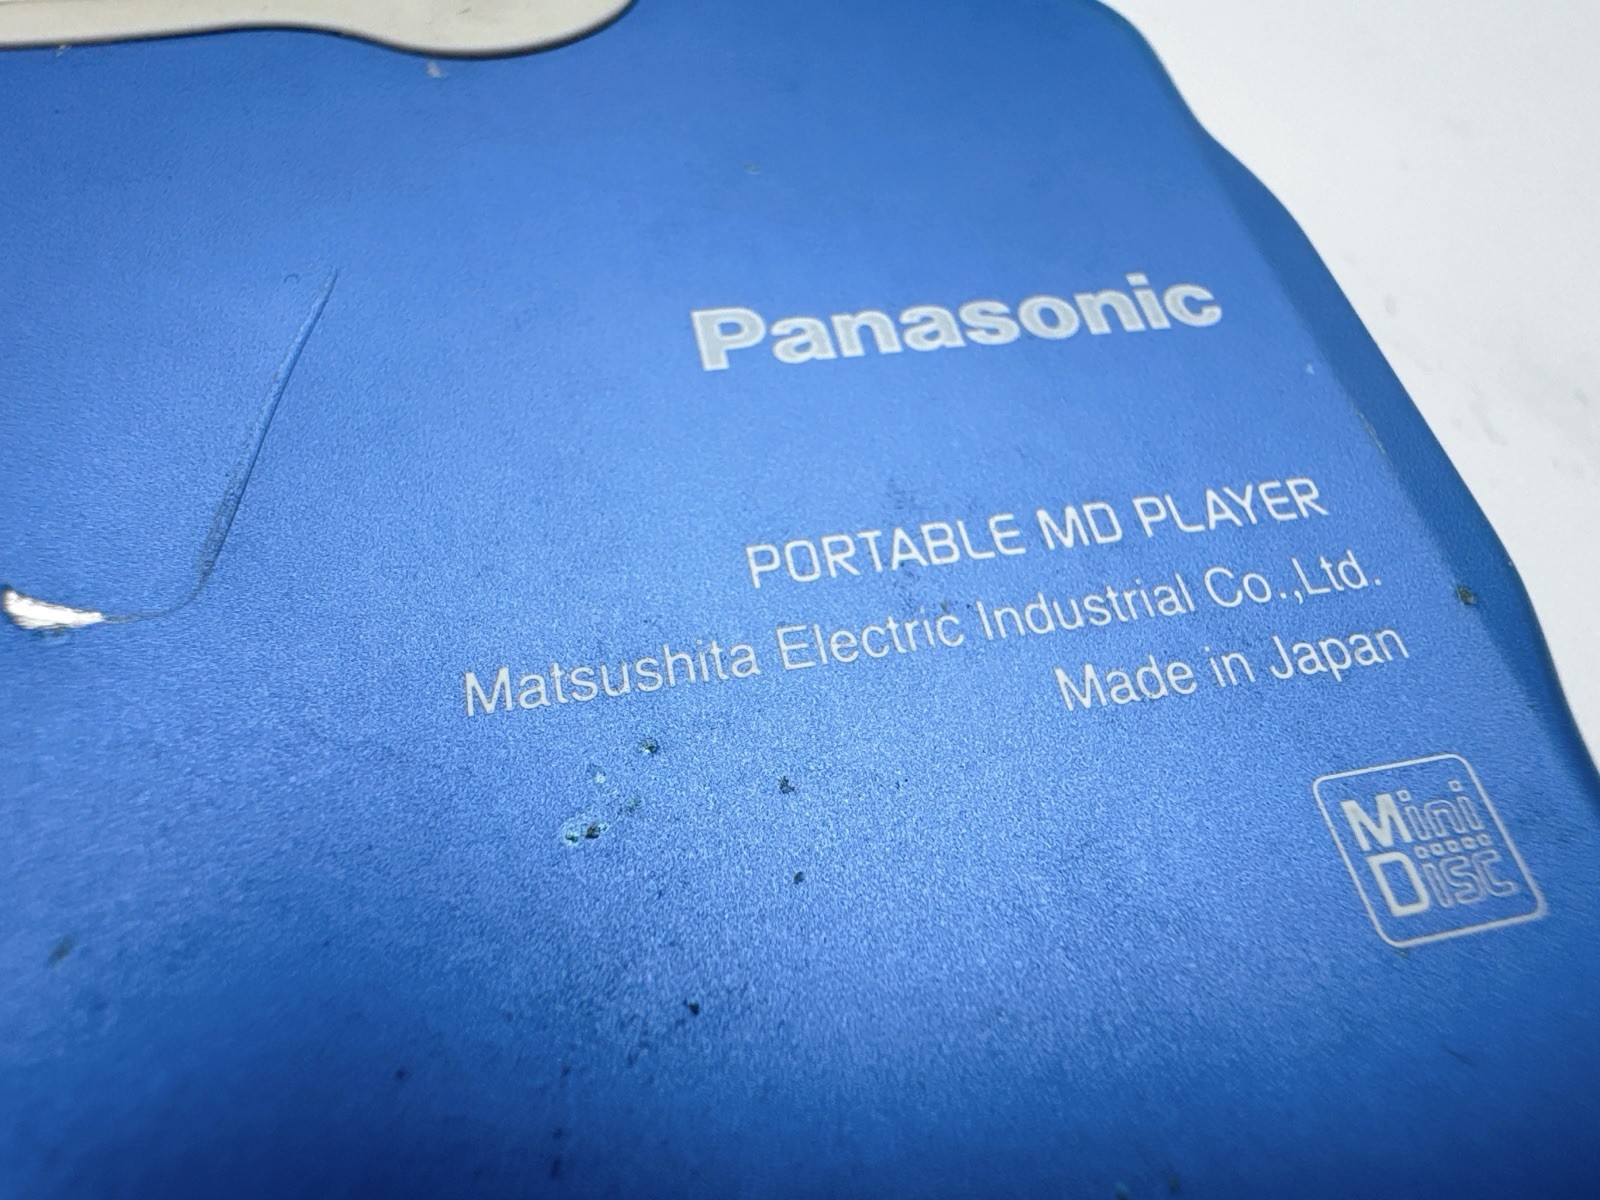 Panasonic
PORTABLE MD PLAYER
Matsushita Electric Industrial Co.,Ltd.
Made in Japan
Mini
Disc